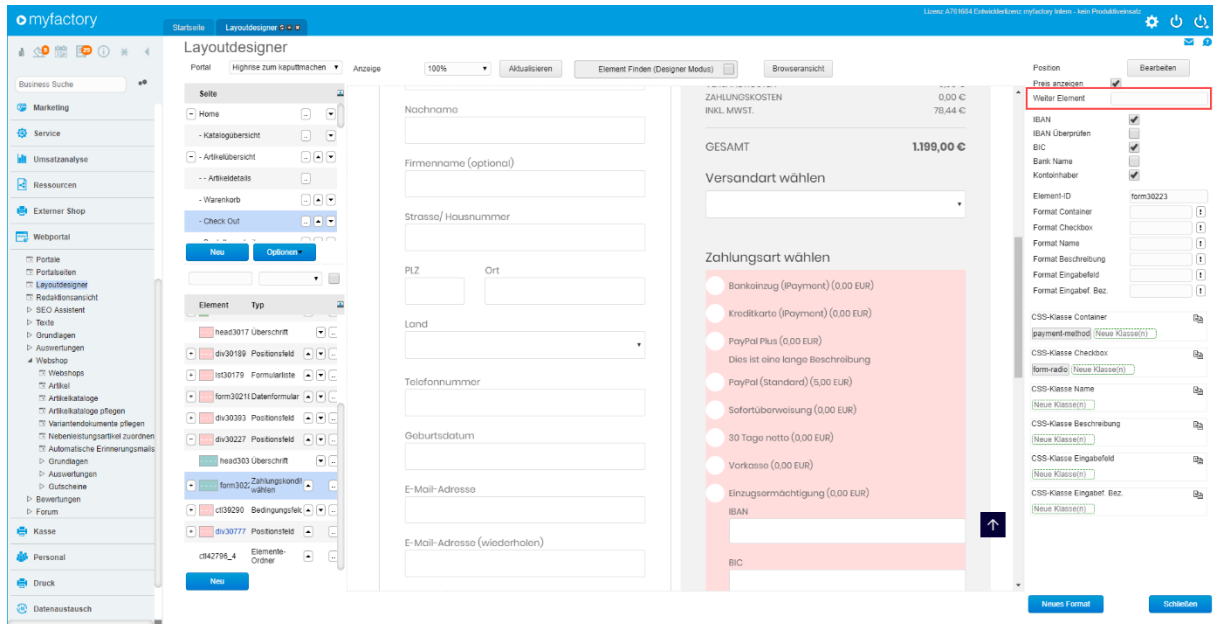 myfactory
Startseite
Layoutdesigner
Lizenz A761664 Entwicklerlizenz myfactory Intern - kein Produktiveinsatz
Business Suche
Marketing
Service
Umsatzanalyse
Ressourcen
Externer Shop
Webportal
Portale
Portalseiten
Layoutdesigner
Redaktionsansicht
SEO Assistent
Texte
Grundlagen
Auswertungen
Webshop
Webshops
Artikel
Artikelkataloge
Artikelkataloge pflegen
Variantendokumente pflegen
Nebenleistungsartikel zuordnen
Automatische Erinnerungsmails
Grundlagen
Auswertungen
Gutscheine
Bewertungen
Forum
Kasse
Personal
Druck
Datenaustausch
Layoutdesigner
Portal Highrise zum kaputtmachen Anzeige 100% Aktualisieren Element Finden (Designer Modus) Browseransicht
Seite
Home
- Katalogübersicht
- Artikelübersicht
- - Artikeldetails
- Warenkorb
- Check Out
Neu Optionen
Element Typ
head3017 Überschrift
div30189 Positionsfeld
lst30179 Formularliste
form3021 Datenformular
div30393 Positionsfeld
div30227 Positionsfeld
head303 Überschrift
form302 Zahlungskondi
wählen
ctl38290 Bedingungsfeld
div30777 Positionsfeld
ctl42796_4 Elemente-
Ordner
Neu
Nachname
Firmenname (optional)
Strasse/ Hausnummer
PLZ Ort
Land
Telefonnummer
Geburtsdatum
E-Mail-Adresse
E-Mail-Adresse (wiederholen)
ZAHLUNGSKOSTEN 0,00 €
INKL. MWST. 78,44 €
GESAMT 1.199,00 €
Versandart wählen
Zahlungsart wählen
Bankeinzug (iPayment) (0,00 EUR)
Kreditkarte (iPayment) (0,00 EUR)
PayPal Plus (0,00 EUR)
Dies ist eine lange Beschreibung
PayPal (Standard) (5,00 EUR)
Sofortüberweisung (0,00 EUR)
30 Tage netto (0,00 EUR)
Vorkasse (0,00 EUR)
Einzugsermächtigung (0,00 EUR)
IBAN
BIC
Position Bearbeiten
Preis anzeigen
Weiter Element
IBAN
IBAN Überprüfen
BIC
Bank Name
Kontoinhaber
Element-ID form30223
Format Container
Format Checkbox
Format Name
Format Beschreibung
Format Eingabefeld
Format Eingabef. Bez.
CSS-Klasse Container
payment-method Neue Klasse(n)
CSS-Klasse Checkbox
form-radio Neue Klasse(n)
CSS-Klasse Name
Neue Klasse(n)
CSS-Klasse Beschreibung
Neue Klasse(n)
CSS-Klasse Eingabefeld
Neue Klasse(n)
CSS-Klasse Eingabef. Bez.
Neue Klasse(n)
Neues Format Schließen